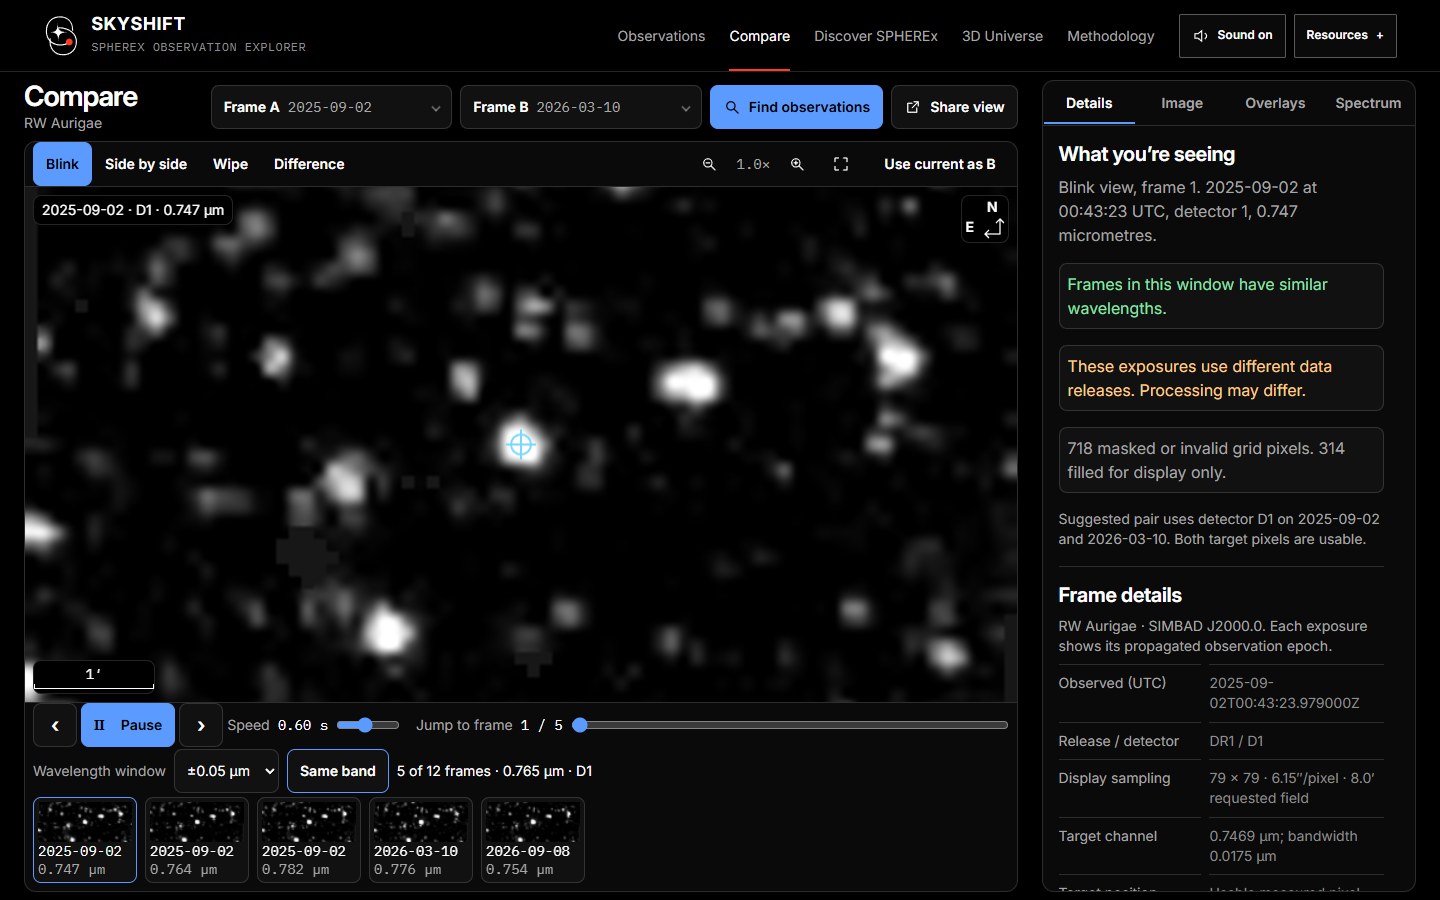 SKYSHIFT
SPHEREX OBSERVATION EXPLORER
Observations
Compare
Discover SPHEREx
3D Universe
Methodology
Sound on
Resources +
Compare
RW Aurigae
Frame A 2025-09-02
Frame B 2026-03-10
Find observations
Share view
Blink
Side by side
Wipe
Difference
1.0×
Use current as B
2025-09-02 · D1 · 0.747 µm
N
E
1′
Pause
Speed 0.60 s
Jump to frame 1 / 5
Wavelength window
±0.05 µm
Same band
5 of 12 frames · 0.765 µm · D1
2025-09-02
0.747 µm
2025-09-02
0.764 µm
2025-09-02
0.782 µm
2026-03-10
0.776 µm
2026-09-08
0.754 µm
Details
Image
Overlays
Spectrum
What you’re seeing
Blink view, frame 1. 2025-09-02 at
00:43:23 UTC, detector 1, 0.747
micrometres.
Frames in this window have similar
wavelengths.
These exposures use different data
releases. Processing may differ.
718 masked or invalid grid pixels. 314
filled for display only.
Suggested pair uses detector D1 on 2025-09-02
and 2026-03-10. Both target pixels are usable.
Frame details
RW Aurigae · SIMBAD J2000.0. Each exposure
shows its propagated observation epoch.
Observed (UTC)
2025-09-
02T00:43:23.979000Z
Release / detector
DR1 / D1
Display sampling
79 × 79 · 6.15″/pixel · 8.0′
requested field
Target channel
0.7469 µm; bandwidth
0.0175 µm
Target position
Usable measured pixel